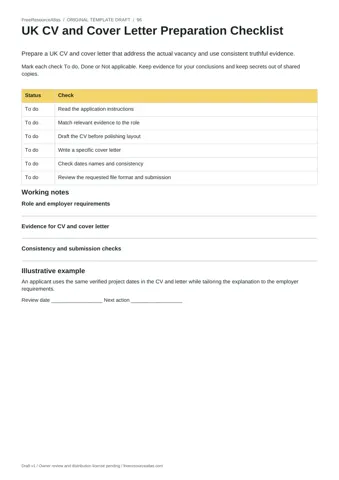 FreeResourceAtlas / ORIGINAL TEMPLATE DRAFT / 86
UK CV and Cover Letter Preparation Checklist
Prepare a UK CV and cover letter that address the actual vacancy and use consistent truthful evidence.
Mark each check To do, Done or Not applicable. Keep evidence for your conclusions and keep secrets out of shared
copies.
Status Check
To do Read the application instructions
To do Match relevant evidence to the role
To do Draft the CV before polishing layout
To do Write a specific cover letter
To do Check dates names and consistency
To do Review the requested file format and submission
Working notes
Role and employer requirements
Evidence for CV and cover letter
Consistency and submission checks
Illustrative example
An applicant uses the same verified project dates in the CV and letter while tailoring the explanation to the employer
requirements.
Review date ____________________ Next action ____________________
Draft v1 / Owner review and distribution license pending / freeresourceatlas.com